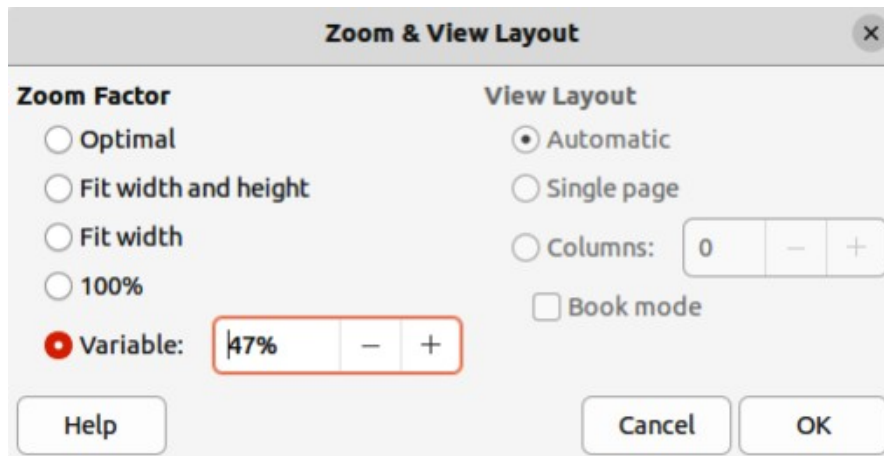 Zoom & View Layout
Zoom Factor
Optimal
Fit width and height
Fit width
100%
Variable: 47%
View Layout
Automatic
Single page
Columns: 0
Book mode
Help
Cancel
OK